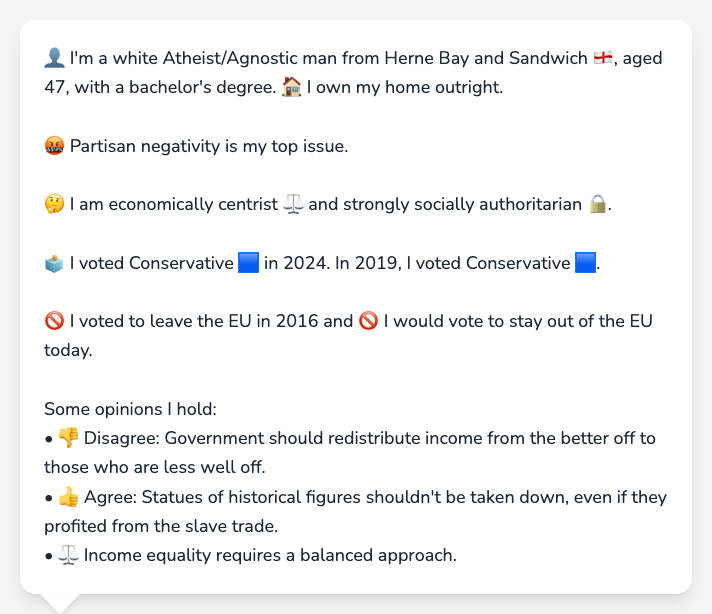 👤 I'm a white Atheist/Agnostic man from Herne Bay and Sandwich 🏴󠁧󠁢󠁥󠁮󠁧󠁿, aged
47, with a bachelor's degree. 🏠 I own my home outright.
🤬 Partisan negativity is my top issue.
🤔 I am economically centrist ⚖️ and strongly socially authoritarian 🔒.
🗳️ I voted Conservative 🟦 in 2024. In 2019, I voted Conservative 🟦.
🚫 I voted to leave the EU in 2016 and 🚫 I would vote to stay out of the EU
today.
Some opinions I hold:
• 👎 Disagree: Government should redistribute income from the better off to
those who are less well off.
• 👍 Agree: Statues of historical figures shouldn't be taken down, even if they
profited from the slave trade.
• ⚖️ Income equality requires a balanced approach.